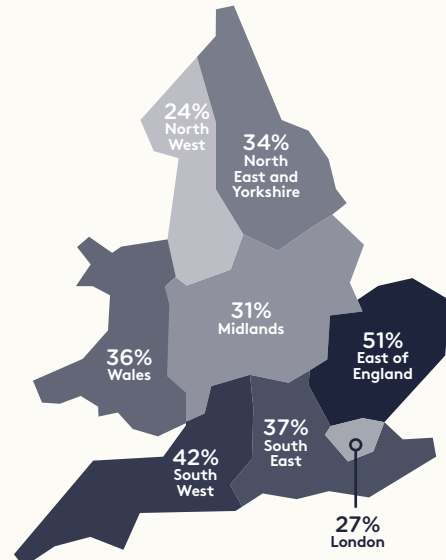 24%
North
West
34%
North
East and
Yorkshire
31%
Midlands
51%
East of
England
36%
Wales
37%
South
East
42%
South
West
27%
London